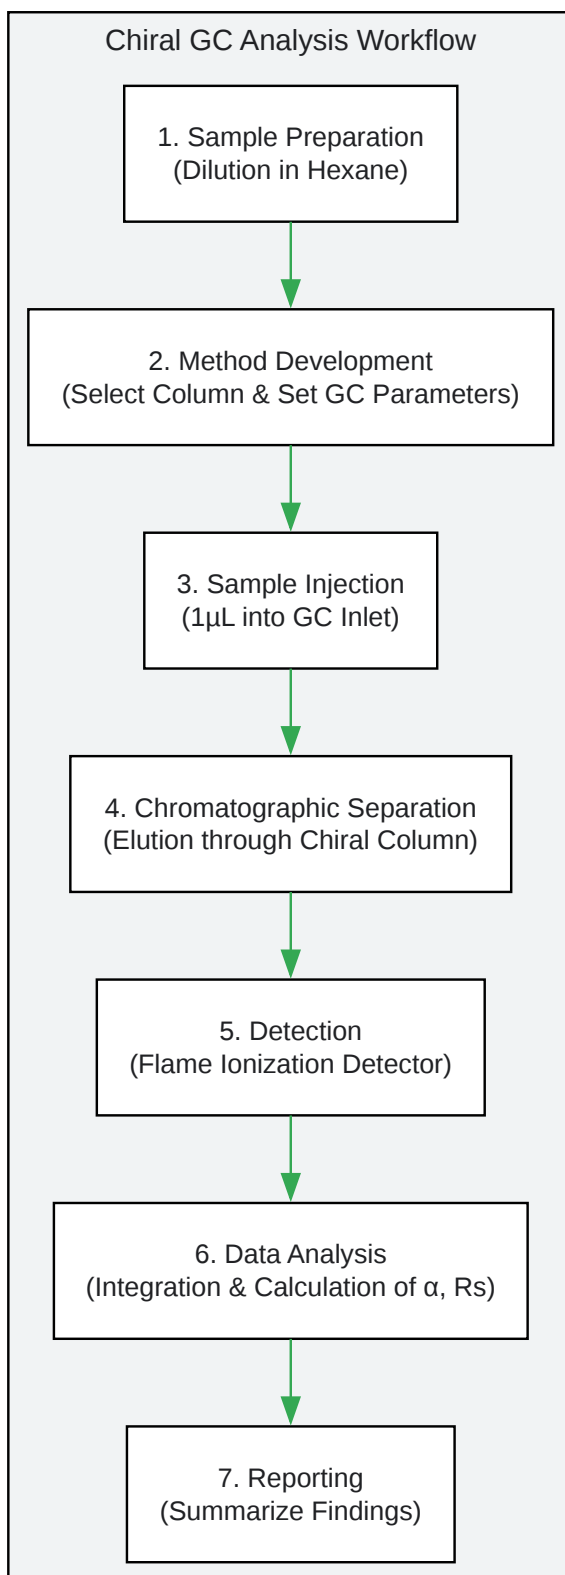 Chiral GC Analysis Workflow
1. Sample Preparation
(Dilution in Hexane)
2. Method Development
(Select Column & Set GC Parameters)
3. Sample Injection
(1µL into GC Inlet)
4. Chromatographic Separation
(Elution through Chiral Column)
5. Detection
(Flame Ionization Detector)
6. Data Analysis
(Integration & Calculation of α, Rs)
7. Reporting
(Summarize Findings)